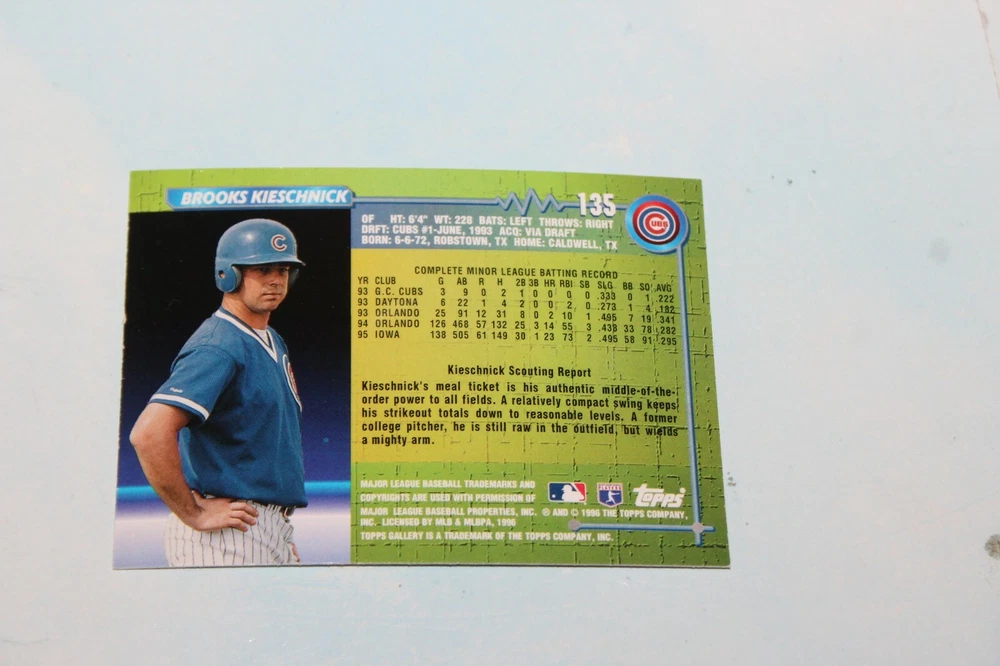 BROOKS KIESCHNICK
135
CUBS
OF HT: 6'4" WT: 228 BATS: LEFT THROWS: RIGHT
DRFT: CUBS #1-JUNE, 1993 ACQ: VIA DRAFT
BORN: 6-6-72, ROBSTOWN, TX HOME: CALDWELL, TX
COMPLETE MINOR LEAGUE BATTING RECORD
YR CLUB G AB R H 2B 3B HR RBI SB SLG BB SO AVG
93 G.C. CUBS 3 9 0 2 1 0 0 0 0 .333 0 1 .222
93 DAYTONA 6 22 1 4 2 0 0 2 0 .273 1 4 .182
93 ORLANDO 25 91 12 31 8 0 2 10 1 .495 7 19 .341
94 ORLANDO 126 468 57 132 25 3 14 55 3 .438 33 78 .282
95 IOWA 138 505 61 149 30 1 23 73 2 .495 58 91 .295
Kieschnick Scouting Report
Kieschnick's meal ticket is his authentic middle-of-the-
order power to all fields. A relatively compact swing keeps
his strikeout totals down to reasonable levels. A former
college pitcher, he is still raw in the outfield, but wields
a mighty arm.
MAJOR LEAGUE BASEBALL TRADEMARKS AND
COPYRIGHTS ARE USED WITH PERMISSION OF
MAJOR LEAGUE BASEBALL PROPERTIES, INC. ® AND © 1996 THE TOPPS COMPANY,
INC. LICENSED BY MLB & MLBPA, 1996
TOPPS GALLERY IS A TRADEMARK OF THE TOPPS COMPANY, INC.
topps
C